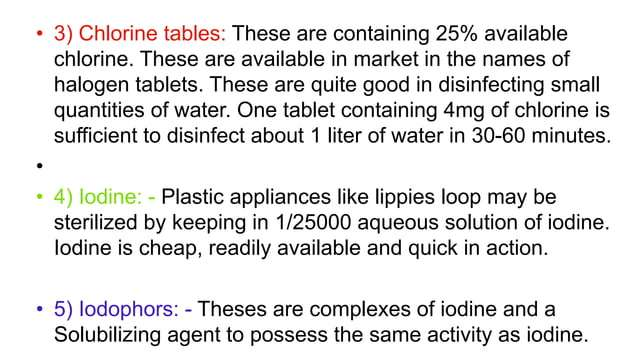 • 3) Chlorine tables: These are containing 25% available
chlorine. These are available in market in the names of
halogen tablets. These are quite good in disinfecting small
quantities of water. One tablet containing 4mg of chlorine is
sufficient to disinfect about 1 liter of water in 30-60 minutes.
•
• 4) Iodine: - Plastic appliances like lippies loop may be
sterilized by keeping in 1/25000 aqueous solution of iodine.
Iodine is cheap, readily available and quick in action.
• 5) Iodophors: - Theses are complexes of iodine and a
Solubilizing agent to possess the same activity as iodine.